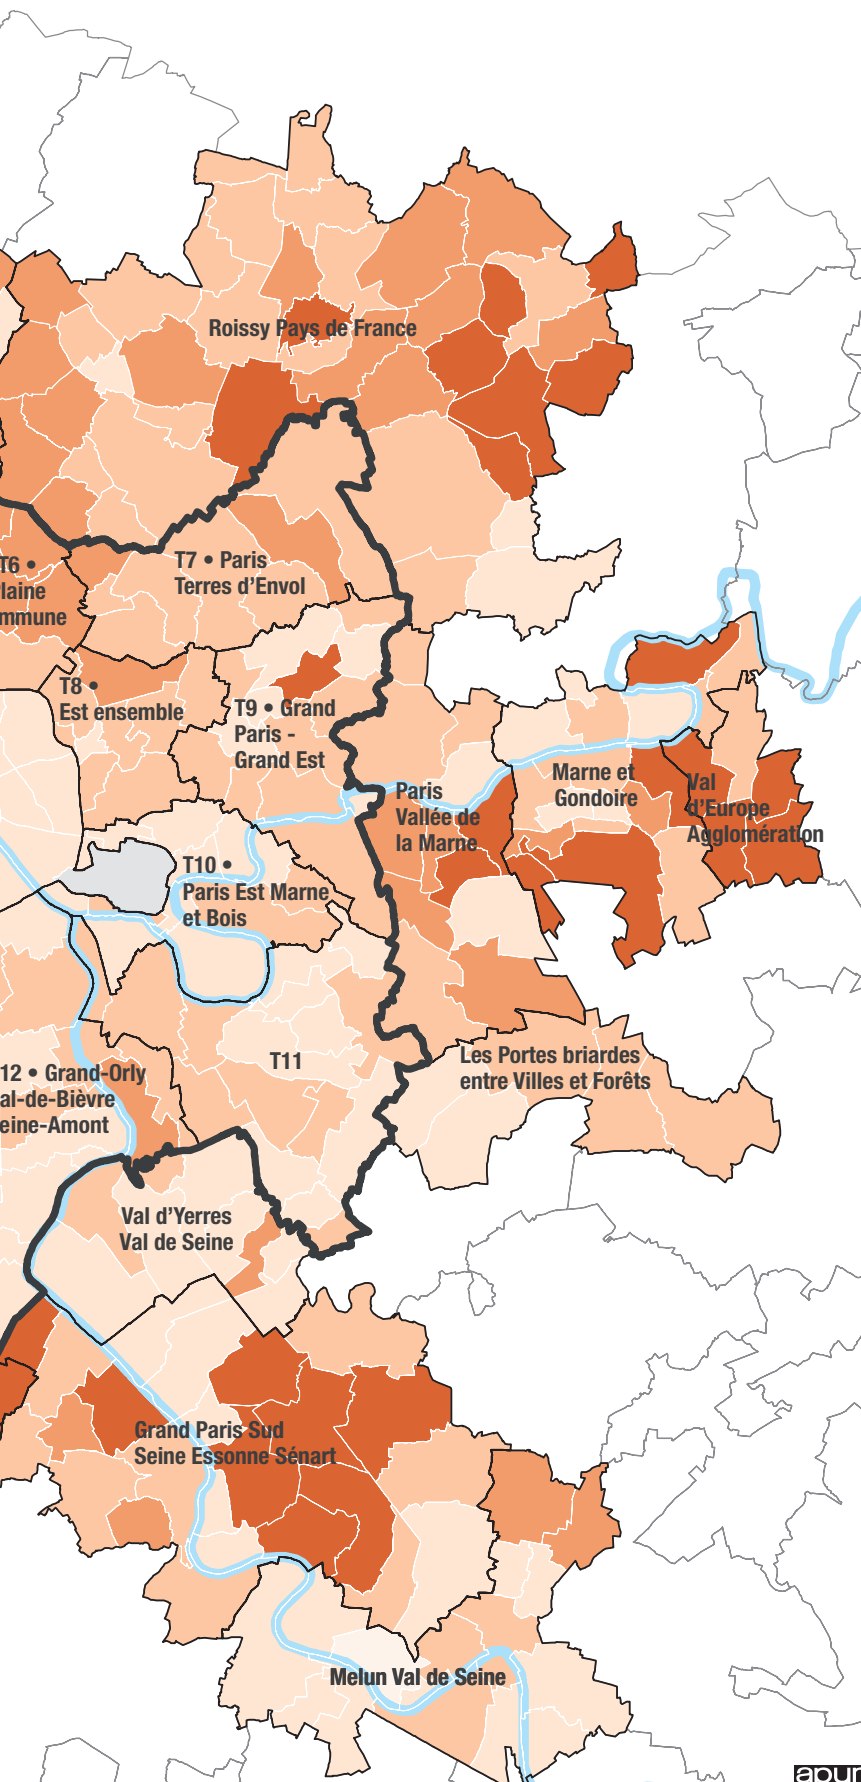 Roissy Pays de France
T6 •
laine
mmune
T7 • Paris
Terres d’Envol
T8 •
Est ensemble
T9 • Grand
Paris -
Grand Est
Paris
Vallée de
la Marne
Marne et
Gondoire
Val
d’Europe
Agglomération
T10 •
Paris Est Marne
et Bois
T11
Les Portes briardes
entre Villes et Forêts
12 • Grand-Orly
al-de-Bièvre
eine-Amont
Val d’Yerres
Val de Seine
Grand Paris Sud
Seine Essonne Sénart
Melun Val de Seine
apur